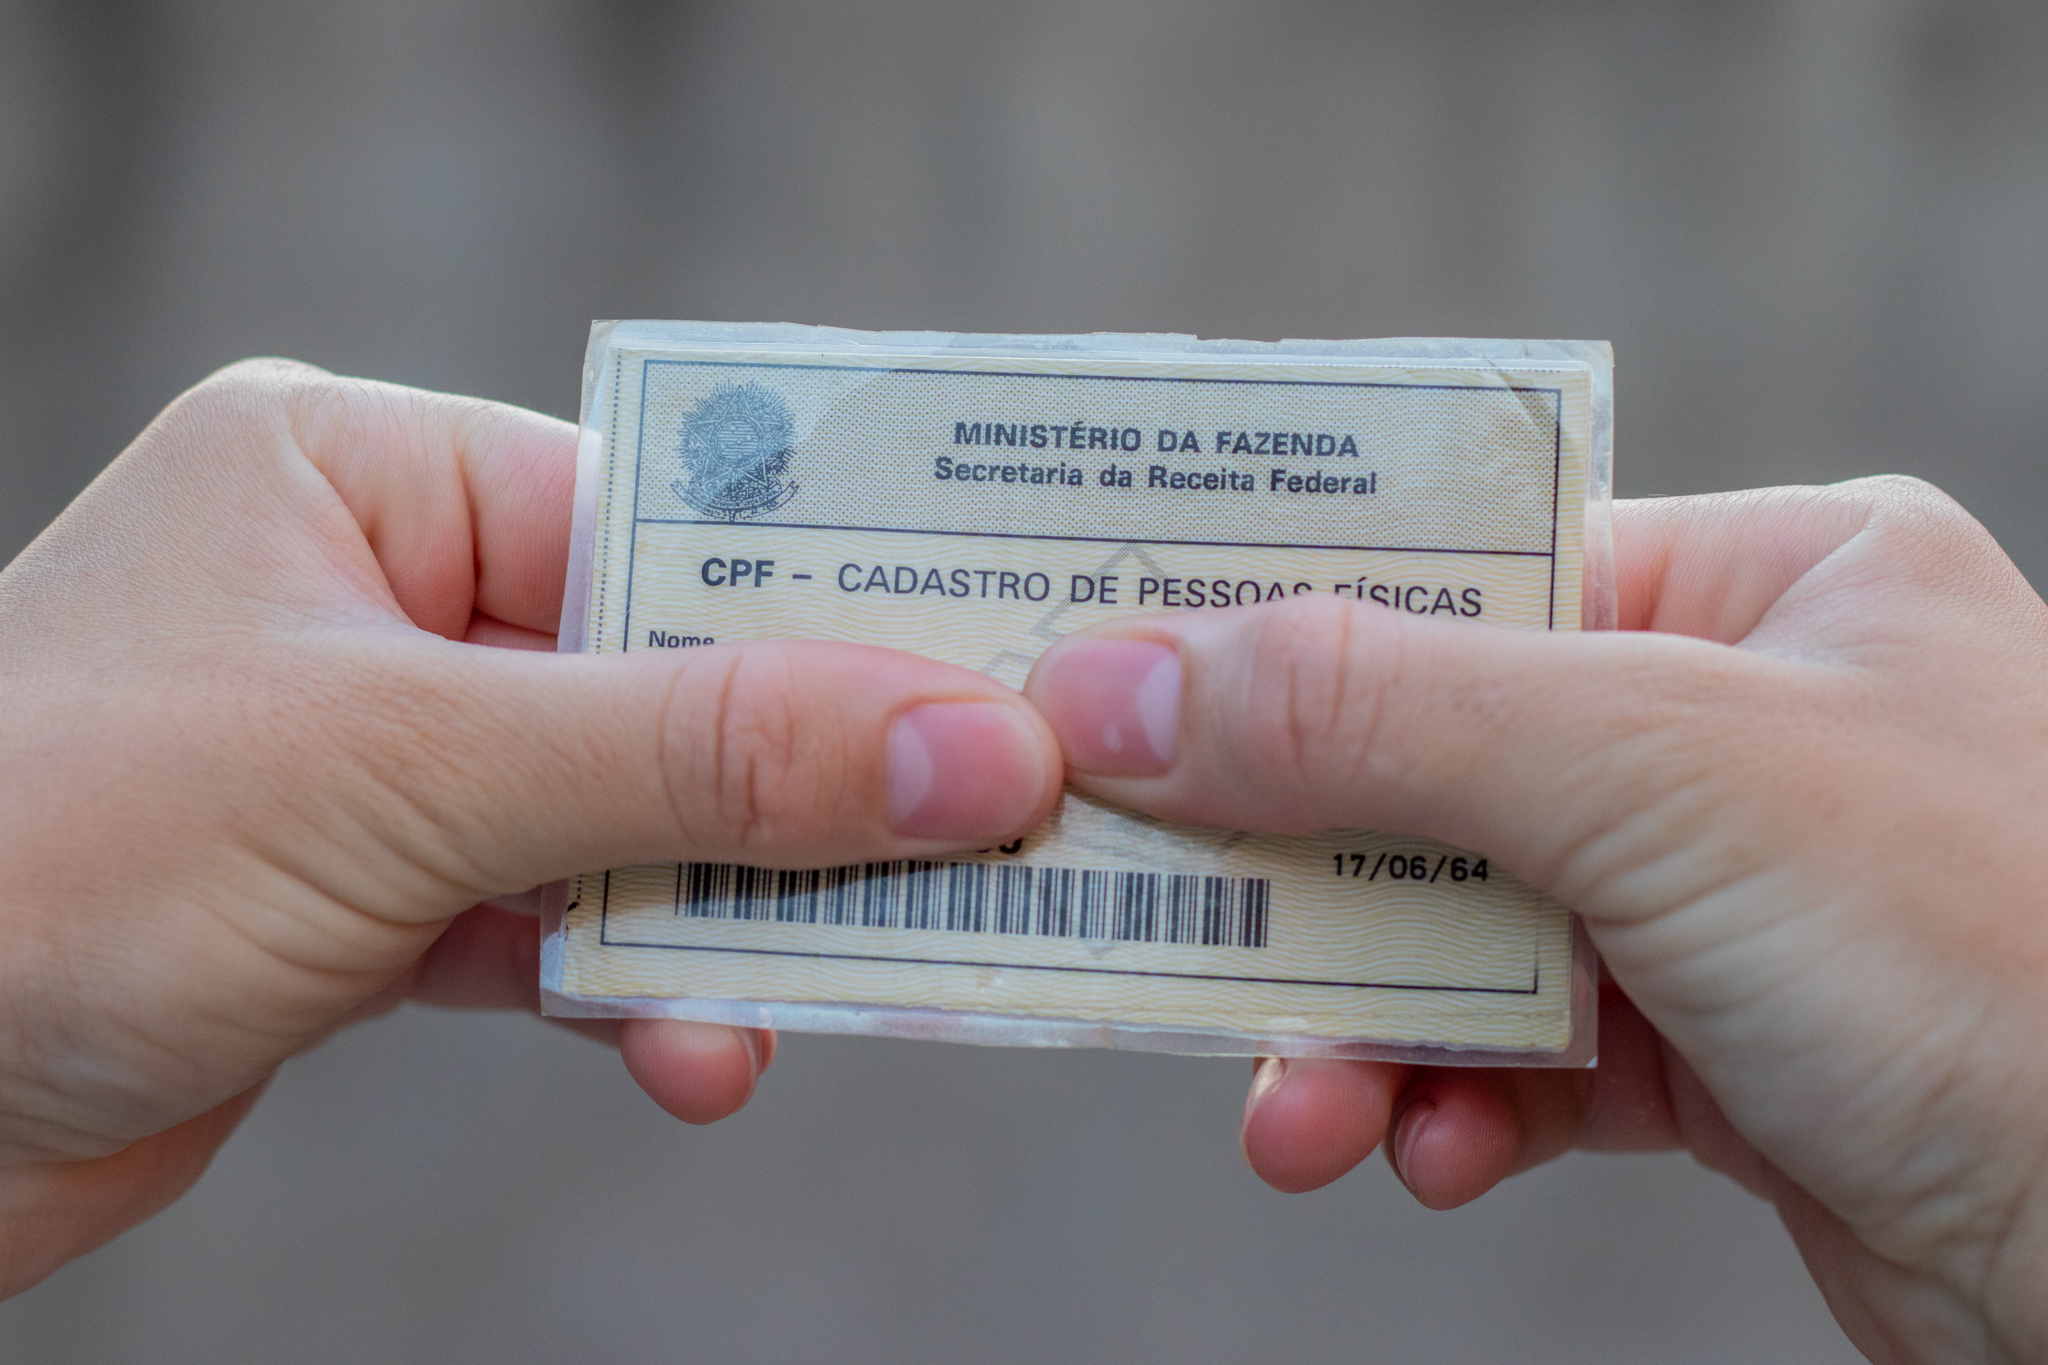 MINISTÉRIO DA FAZENDA
Secretaria da Receita Federal
CPF - CADASTRO DE PESSOAS FÍSICAS
Nome
17/06/64